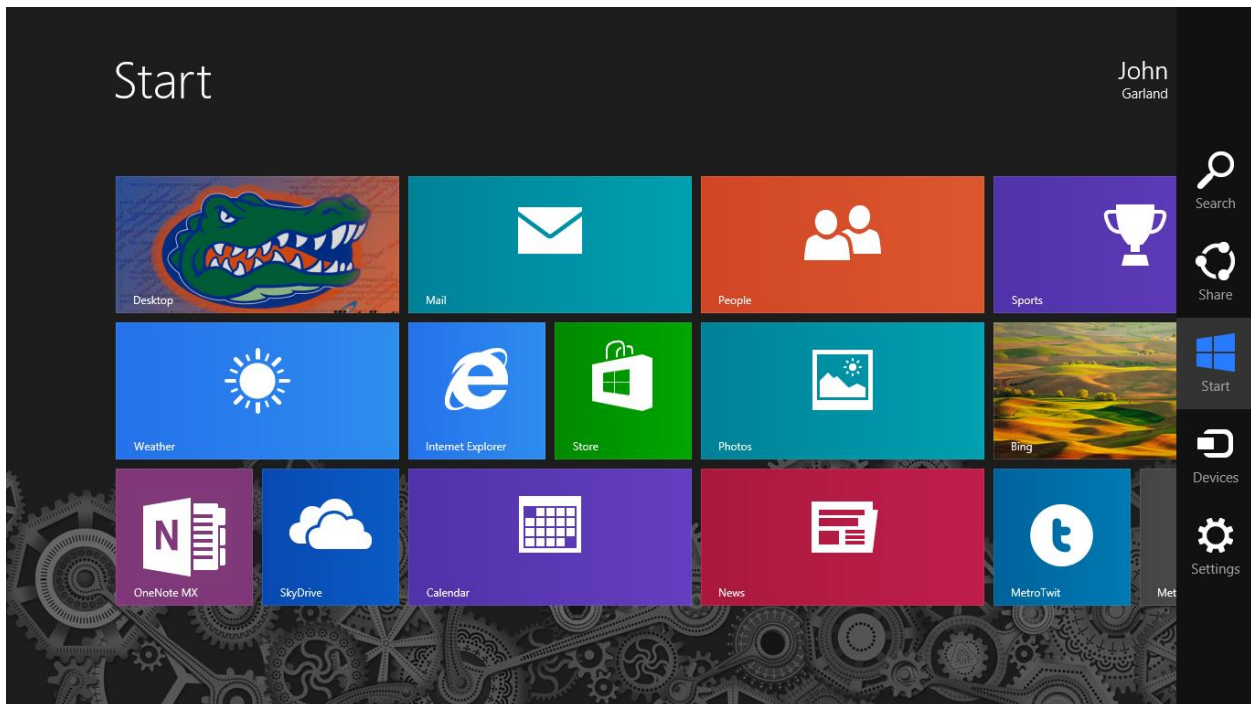 Start
John
Garland
Desktop
Mail
People
Sports
Weather
Internet Explorer
Store
Photos
Bing
N
OneNote MX
SkyDrive
Calendar
News
t
MetroTwit
Met
Search
Share
Start
Devices
Settings